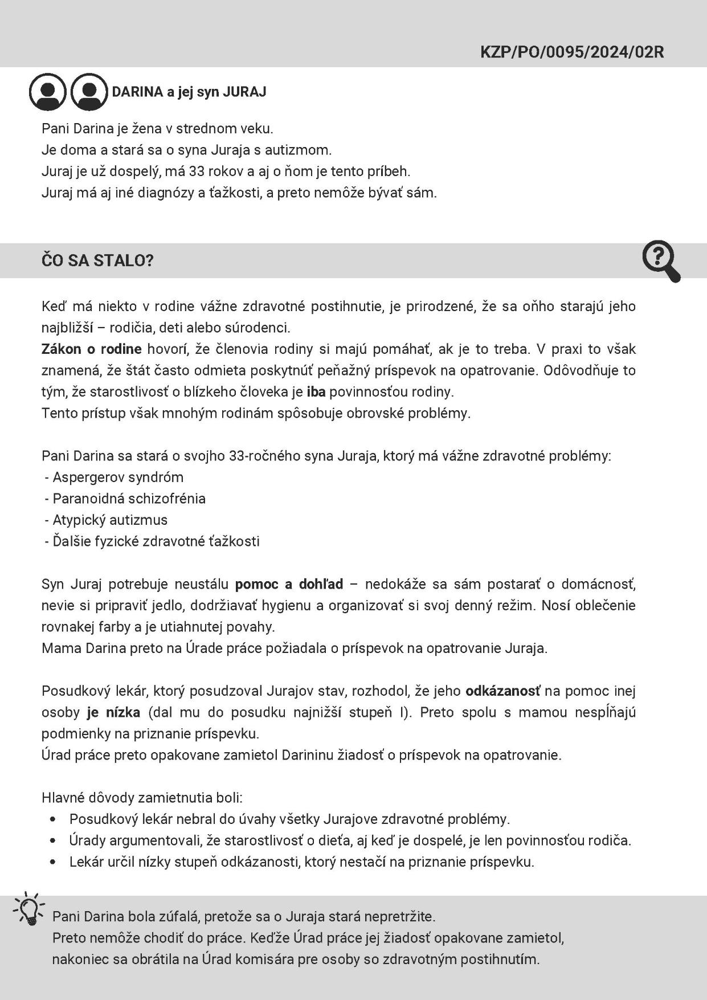 KZP/PO/0095/2024/02R
DARINA a jej syn JURAJ
Pani Darina je žena v strednom veku.
Je doma a stará sa o syna Juraja s autizmom.
Juraj je už dospelý, má 33 rokov a aj o ňom je tento príbeh.
Juraj má aj iné diagnózy a ťažkosti, a preto nemôže bývať sám.
ČO SA STALO?
Keď má niekto v rodine vážne zdravotné postihnutie, je prirodzené, že sa oňho starajú jeho
najbližší – rodičia, deti alebo súrodenci.
Zákon o rodine hovorí, že členovia rodiny si majú pomáhať, ak je to treba. V praxi to však
znamená, že štát často odmieta poskytnúť peňažný príspevok na opatrovanie. Odôvodňuje to
tým, že starostlivosť o blízkeho človeka je iba povinnosťou rodiny.
Tento prístup však mnohým rodinám spôsobuje obrovské problémy.
Pani Darina sa stará o svojho 33-ročného syna Juraja, ktorý má vážne zdravotné problémy:
- Aspergerov syndróm
- Paranoidná schizofrénia
- Atypický autizmus
- Ďalšie fyzické zdravotné ťažkosti
Syn Juraj potrebuje neustálu pomoc a dohľad – nedokáže sa sám postarať o domácnosť,
nevie si pripraviť jedlo, dodržiavať hygienu a organizovať si svoj denný režim. Nosí oblečenie
rovnakej farby a je utiahnutej povahy.
Mama Darina preto na Úrade práce požiadala o príspevok na opatrovanie Juraja.
Posudkový lekár, ktorý posudzoval Jurajov stav, rozhodol, že jeho odkázanosť na pomoc inej
osoby je nízka (dal mu do posudku najnižší stupeň I). Preto spolu s mamou nespĺňajú
podmienky na priznanie príspevku.
Úrad práce preto opakovane zamietol Darininu žiadosť o príspevok na opatrovanie.
Hlavné dôvody zamietnutia boli:
• Posudkový lekár nebral do úvahy všetky Jurajove zdravotné problémy.
• Úrady argumentovali, že starostlivosť o dieťa, aj keď je dospelé, je len povinnosťou rodiča.
• Lekár určil nízky stupeň odkázanosti, ktorý nestačí na priznanie príspevku.
Pani Darina bola zúfalá, pretože sa o Juraja stará nepretržite.
Preto nemôže chodiť do práce. Keďže Úrad práce jej žiadosť opakovane zamietol,
nakoniec sa obrátila na Úrad komisára pre osoby so zdravotným postihnutím.